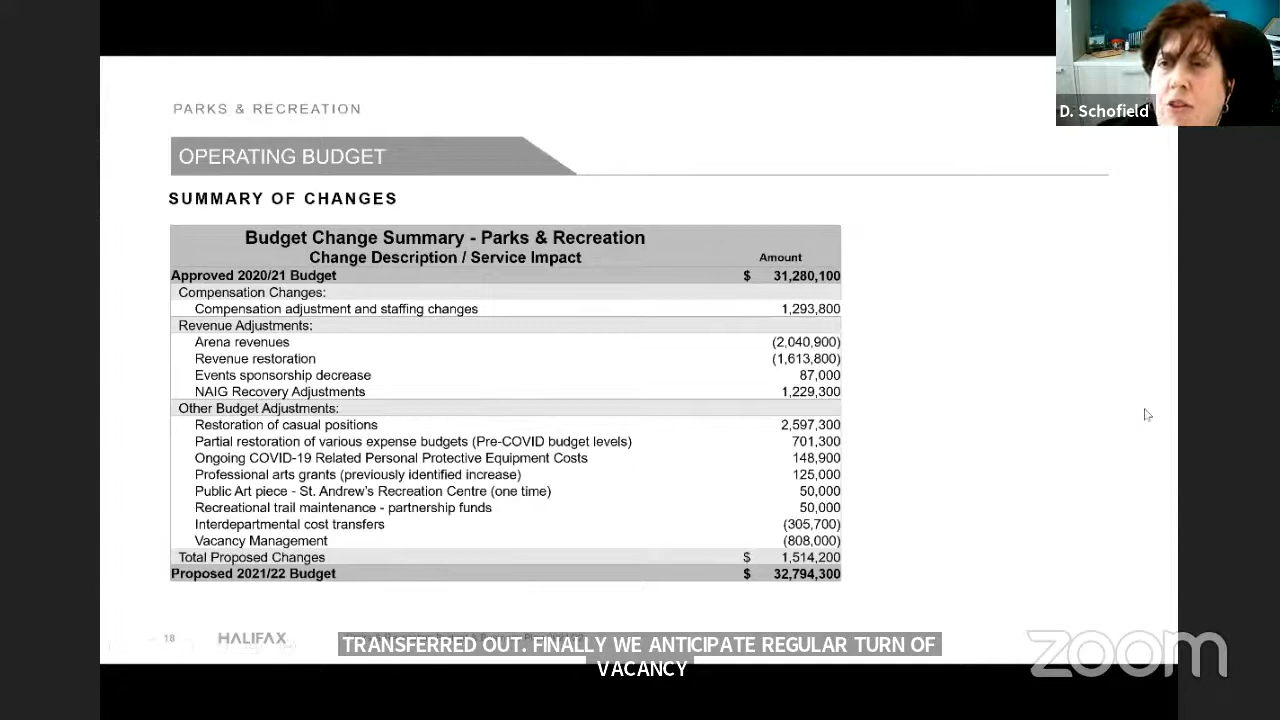 D. Schofield
PARKS & RECREATION
OPERATING BUDGET
SUMMARY OF CHANGES
Budget Change Summary - Parks & Recreation
Change Description / Service Impact Amount
Approved 2020/21 Budget $ 31,280,100
Compensation Changes:
Compensation adjustment and staffing changes 1,293,800
Revenue Adjustments:
Arena revenues (2,040,900)
Revenue restoration (1,613,800)
Events sponsorship decrease 87,000
NAIG Recovery Adjustments 1,229,300
Other Budget Adjustments:
Restoration of casual positions 2,597,300
Partial restoration of various expense budgets (Pre-COVID budget levels) 701,300
Ongoing COVID-19 Related Personal Protective Equipment Costs 148,900
Professional arts grants (previously identified increase) 125,000
Public Art piece - St. Andrew's Recreation Centre (one time) 50,000
Recreational trail maintenance - partnership funds 50,000
Interdepartmental cost transfers (305,700)
Vacancy Management (808,000)
Total Proposed Changes $ 1,514,200
Proposed 2021/22 Budget $ 32,794,300
18 HALIFAX
TRANSFERRED OUT. FINALLY WE ANTICIPATE REGULAR TURN OF
VACANCY
zoom